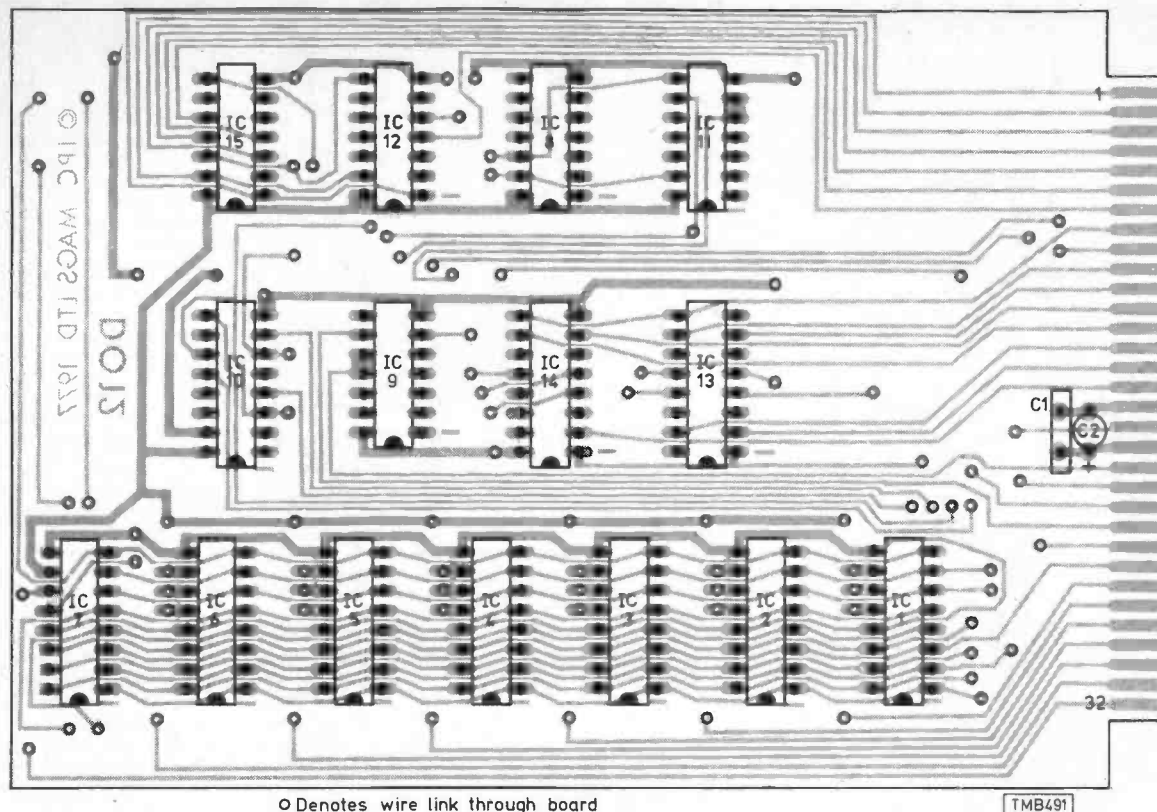 1
IC 15
IC 12
IC 8
IC 11
© IPC MAGS LTD 1977
DO12
IC 10
IC 9
IC 14
IC 13
C1
C2
+
IC 7
IC 6
IC 5
IC 4
IC 3
IC 2
IC 1
32
O Denotes wire link through board
TMB491